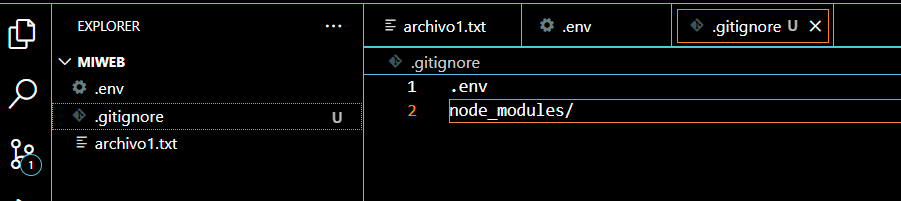 EXPLORER ...
MIWEB
.env
.gitignore U
archivo1.txt
1
archivo1.txt .env .gitignore U
.gitignore
1 .env
2 node_modules/